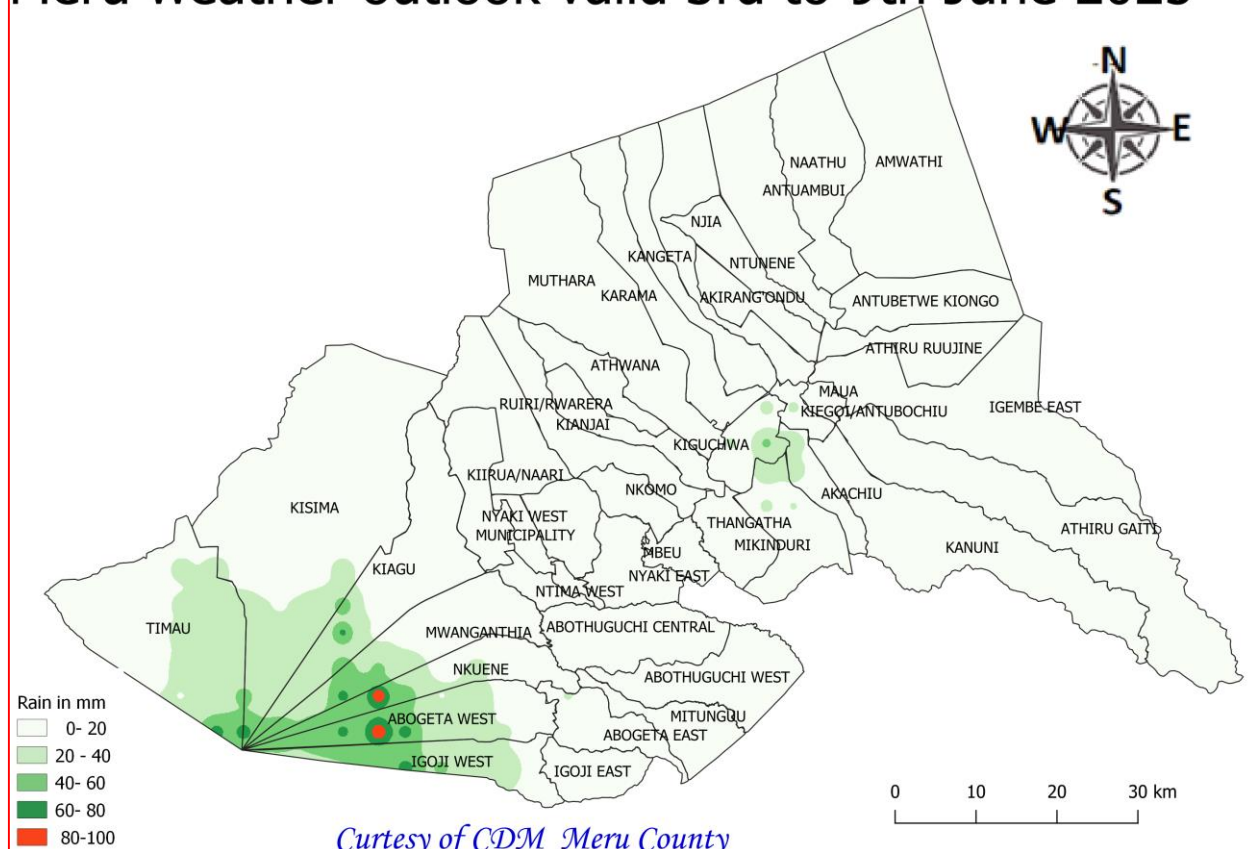 Meru weather outlook valid 3rd to 9th June 2025
N
W E
S
NAATHU
AMWATHI
ANTUAMBUI
NJIA
KANGETA
NTUNENE
MUTHARA
KARAMA
AKIRANG'ONDU
ANTUBETWE KIONGO
ATHIRU RUUJINE
ATHWANA
MAUA
RUIRI/RWARERA
KIEGOI/ANTUBOCHIU
IGEMBE EAST
KIANJAI
KIGUCHWA
KIIRUA/NAARI
NKOMO
AKACHIU
KISIMA
NYAKI WEST
THANGATHA
ATHIRU GAITI
MUNICIPALITY
MIKINDURI
KANUNI
MBEU
KIAGU
NYAKI EAST
NTIMA WEST
TIMAU
MWANGANTHIA
ABOTHUGUCHI CENTRAL
NKUENE
ABOTHUGUCHI WEST
ABOGETA WEST
MITUNGUU
ABOGETA EAST
IGOJI WEST
IGOJI EAST
Rain in mm
0- 20
20 - 40
40- 60
60- 80
80-100
0 10 20 30 km
Curtesy of CDM Meru County